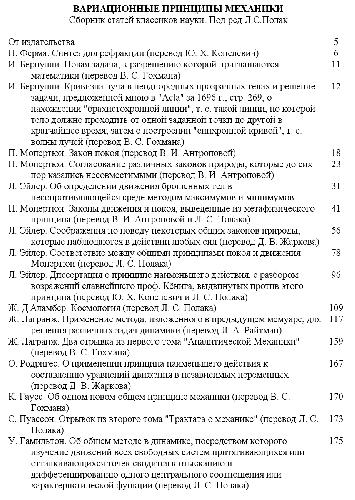 ВАРИАЦИОННЫЕ ПРИНЦИПЫ МЕХАНИКИ
Сборник статей классиков науки. Под ред Л.С.Полак
От издательства 5
П. Ферма. Синтез для рефракции (перевод Ю. Х. Копелевич) 6
И. Бернулли. Новая задача, к разрешению которой приглашаются 11
математики (перевод В. С. Гохмана)
И. Бернулли. Кривизна луча в неоднородных прозрачных телах и решение 12
задачи, предложенной мною в "Acta" за 1696 г., стр. 269, о
нахождении "брахистохронной линии", т. е. такой линии, по которой
тело должно проходить от одной заданной точки до другой в
кратчайшее время, затем о построении "синхронной кривой", т. е.
волны лучей (перевод В. С. Гохмана)
П. Мопертюи. Закон покоя (перевод В. И. Антроповой) 18
П. Мопертюи. Согласование различных законов природы, которые до сих 23
пор казались несовместимыми (перевод В. И. Антроповой)
Л. Эйлер. Об определении движения брошенных тел в 31
несопротивляющейся среде методом максимумов и минимумов
П. Мопертюи. Законы движения и покоя, выведенные из метафизического 41
принципа (перевод В. И. Антроповой и Л. С. Полака)
Л. Эйлер. Соображения по поводу некоторых общих законов природы, 56
которые наблюдаются в действии любых сил (перевод Д. В. Жаркова)
Л. Эйлер. Соответствие между общими принципами покоя и движения 78
Мопертюи (перевод Л. С. Полака)
Л. Эйлер. Диссертация о принципе наименьшего действия, с разбором 96
возражений славнейшего проф. Кёнига, выдвинутых против этого
принципа (перевод Ю. Х. Копелевич и Л. С. Полака)
Ж. Д'Аламбер. Космология (перевод Л. С. Полака) 109
Ж. Лагранж. Применение метода, изложенного в предыдущем мемуаре, для 117
решения различных задач динамики (перевод Л. А. Райтман)
Ж. Лагранж. Два отрывка из первого тома "Аналитической Механики" 159
(перевод В. С. Гохмана)
О. Родригес. О применении принципа наименьшего действия к 167
составлению уравнений движения в независимых переменных
(перевод Д. В. Жаркова)
К. Гаусс. Об одном новом общем принципе механики (перевод В. С. 170
Гохмана)
С. Пуассон. Отрывок из второго тома "Трактата о механике" (перевод Л. С. 173
Полака)
У. Гамильтон. Об общем методе в динамике, посредством которого 175
изучение движений всех свободных систем притягивающихся или
отталкивающихся точек сводится к отысканию и
дифференцированию одного центрального соотношения или
характеристической функции (перевод Л. С. Полака)